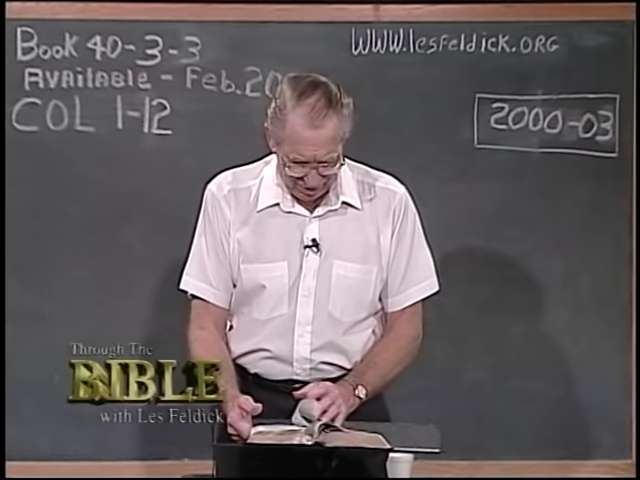 Book 40-3-3
AVAILABLE - Feb. 20
COL 1-12
WWW.lesfeldick.ORG
2000-03
Through The
BIBLE
with Les Feldick